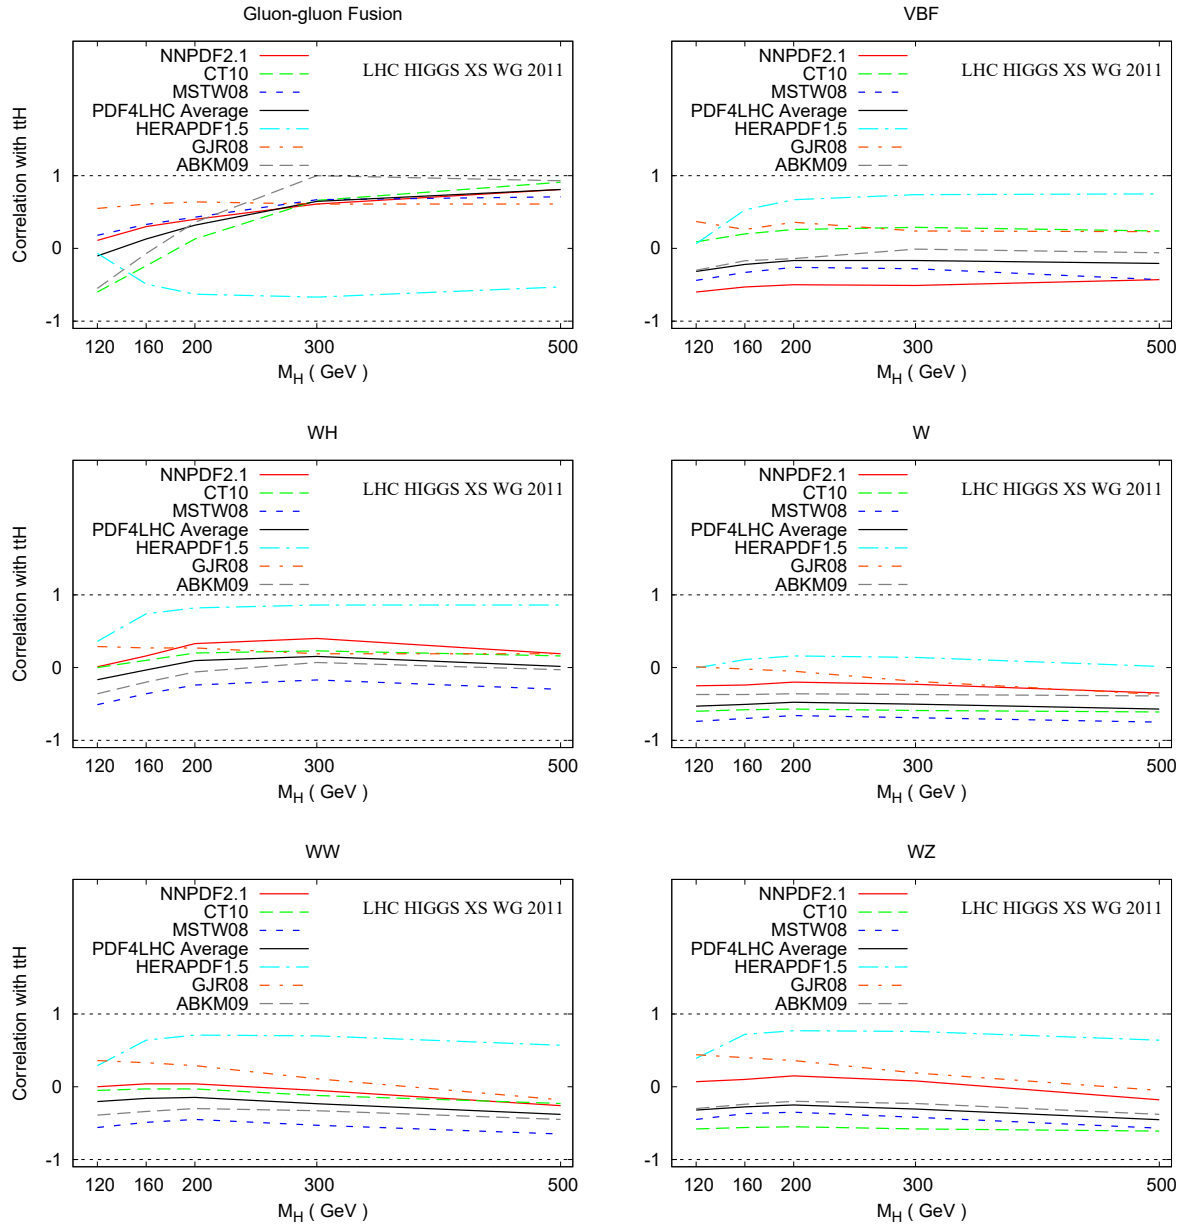 Gluon-gluon Fusion
NNPDF2.1
LHC HIGGS XS WG 2011
CT10
MSTW08
PDF4LHC Average
HERAPDF1.5
GJR08
ABKM09
Correlation with ttH
1
0
-1
120 160 200 300 500
M_H ( GeV )
VBF
NNPDF2.1
LHC HIGGS XS WG 2011
CT10
MSTW08
PDF4LHC Average
HERAPDF1.5
GJR08
ABKM09
1
0
-1
120 160 200 300 500
M_H ( GeV )
WH
NNPDF2.1
LHC HIGGS XS WG 2011
CT10
MSTW08
PDF4LHC Average
HERAPDF1.5
GJR08
ABKM09
Correlation with ttH
1
0
-1
120 160 200 300 500
M_H ( GeV )
W
NNPDF2.1
LHC HIGGS XS WG 2011
CT10
MSTW08
PDF4LHC Average
HERAPDF1.5
GJR08
ABKM09
1
0
-1
120 160 200 300 500
M_H ( GeV )
WW
NNPDF2.1
LHC HIGGS XS WG 2011
CT10
MSTW08
PDF4LHC Average
HERAPDF1.5
GJR08
ABKM09
Correlation with ttH
1
0
-1
120 160 200 300 500
M_H ( GeV )
WZ
NNPDF2.1
LHC HIGGS XS WG 2011
CT10
MSTW08
PDF4LHC Average
HERAPDF1.5
GJR08
ABKM09
1
0
-1
120 160 200 300 500
M_H ( GeV )